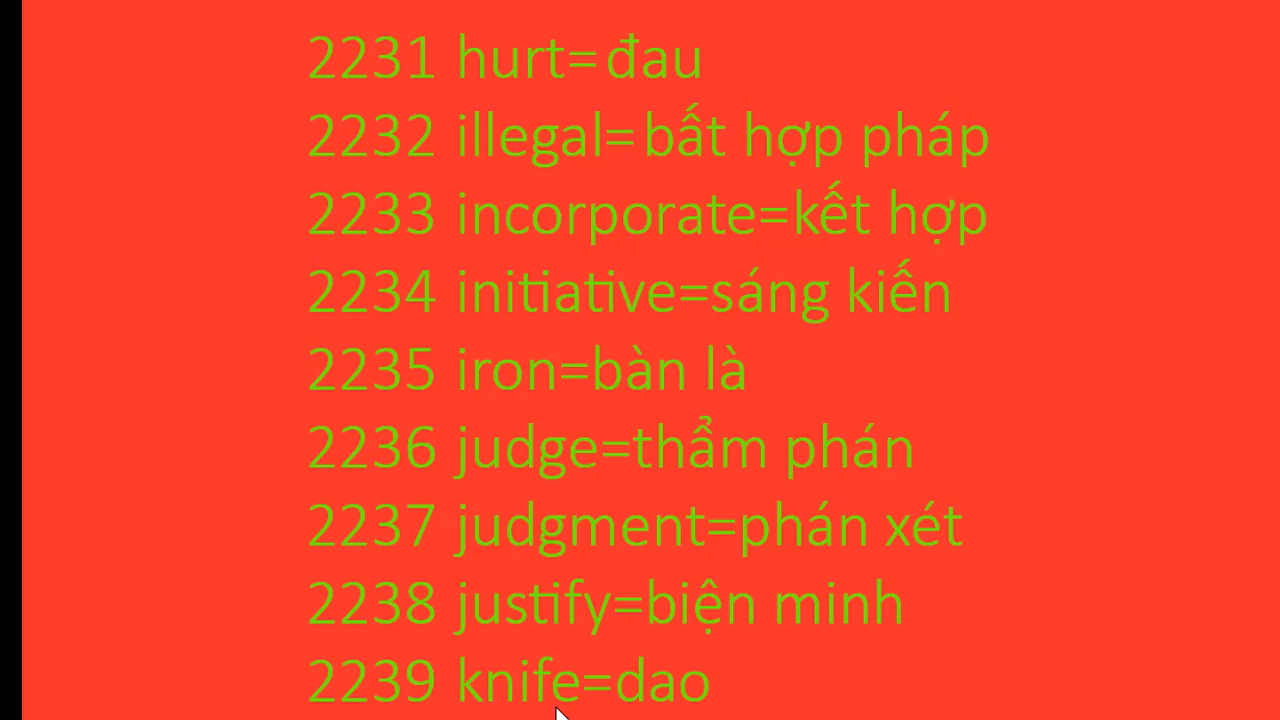 2231 hurt=đau
2232 illegal=bất hợp pháp
2233 incorporate=kết hợp
2234 initiative=sáng kiến
2235 iron=bàn là
2236 judge=thẩm phán
2237 judgment=phán xét
2238 justify=biện minh
2239 knife=dao